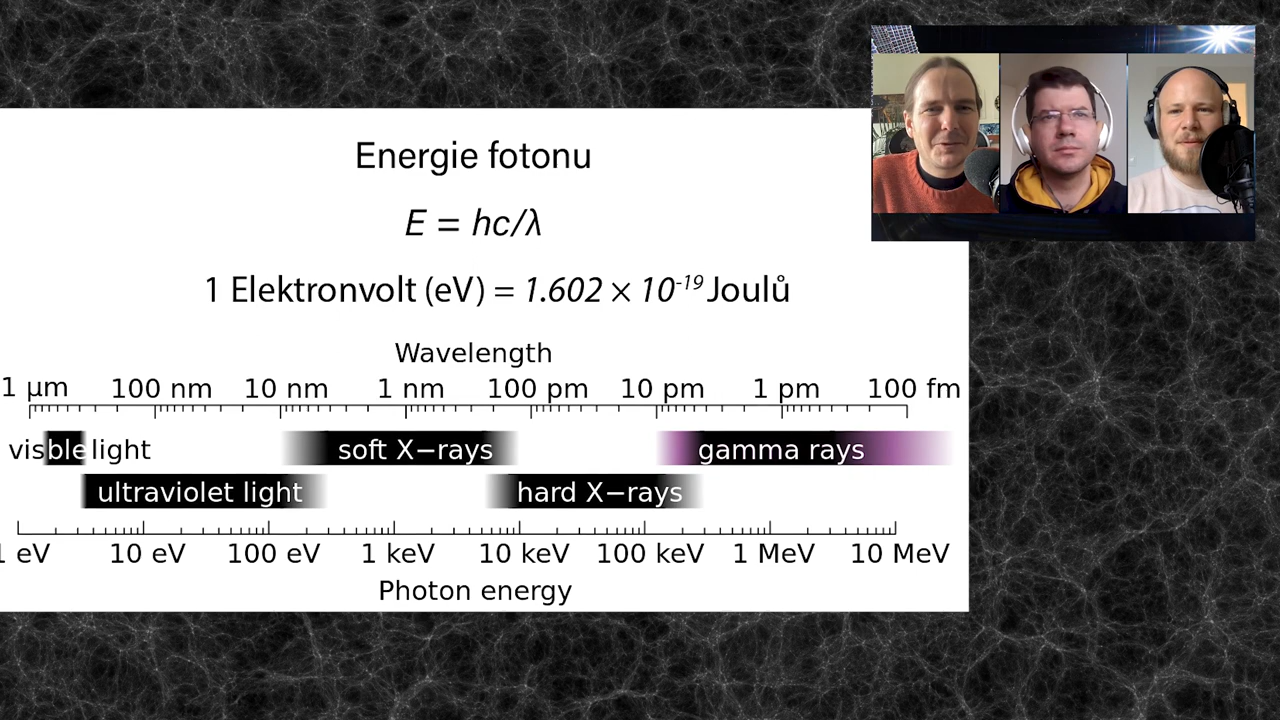 Energie fotonu
E = hc/λ
1 Elektronvolt (eV) = 1.602 × 10⁻¹⁹ Joulů
Wavelength
1 μm 100 nm 10 nm 1 nm 100 pm 10 pm 1 pm 100 fm
visble light soft X−rays gamma rays
ultraviolet light hard X−rays
1 eV 10 eV 100 eV 1 keV 10 keV 100 keV 1 MeV 10 MeV
Photon energy